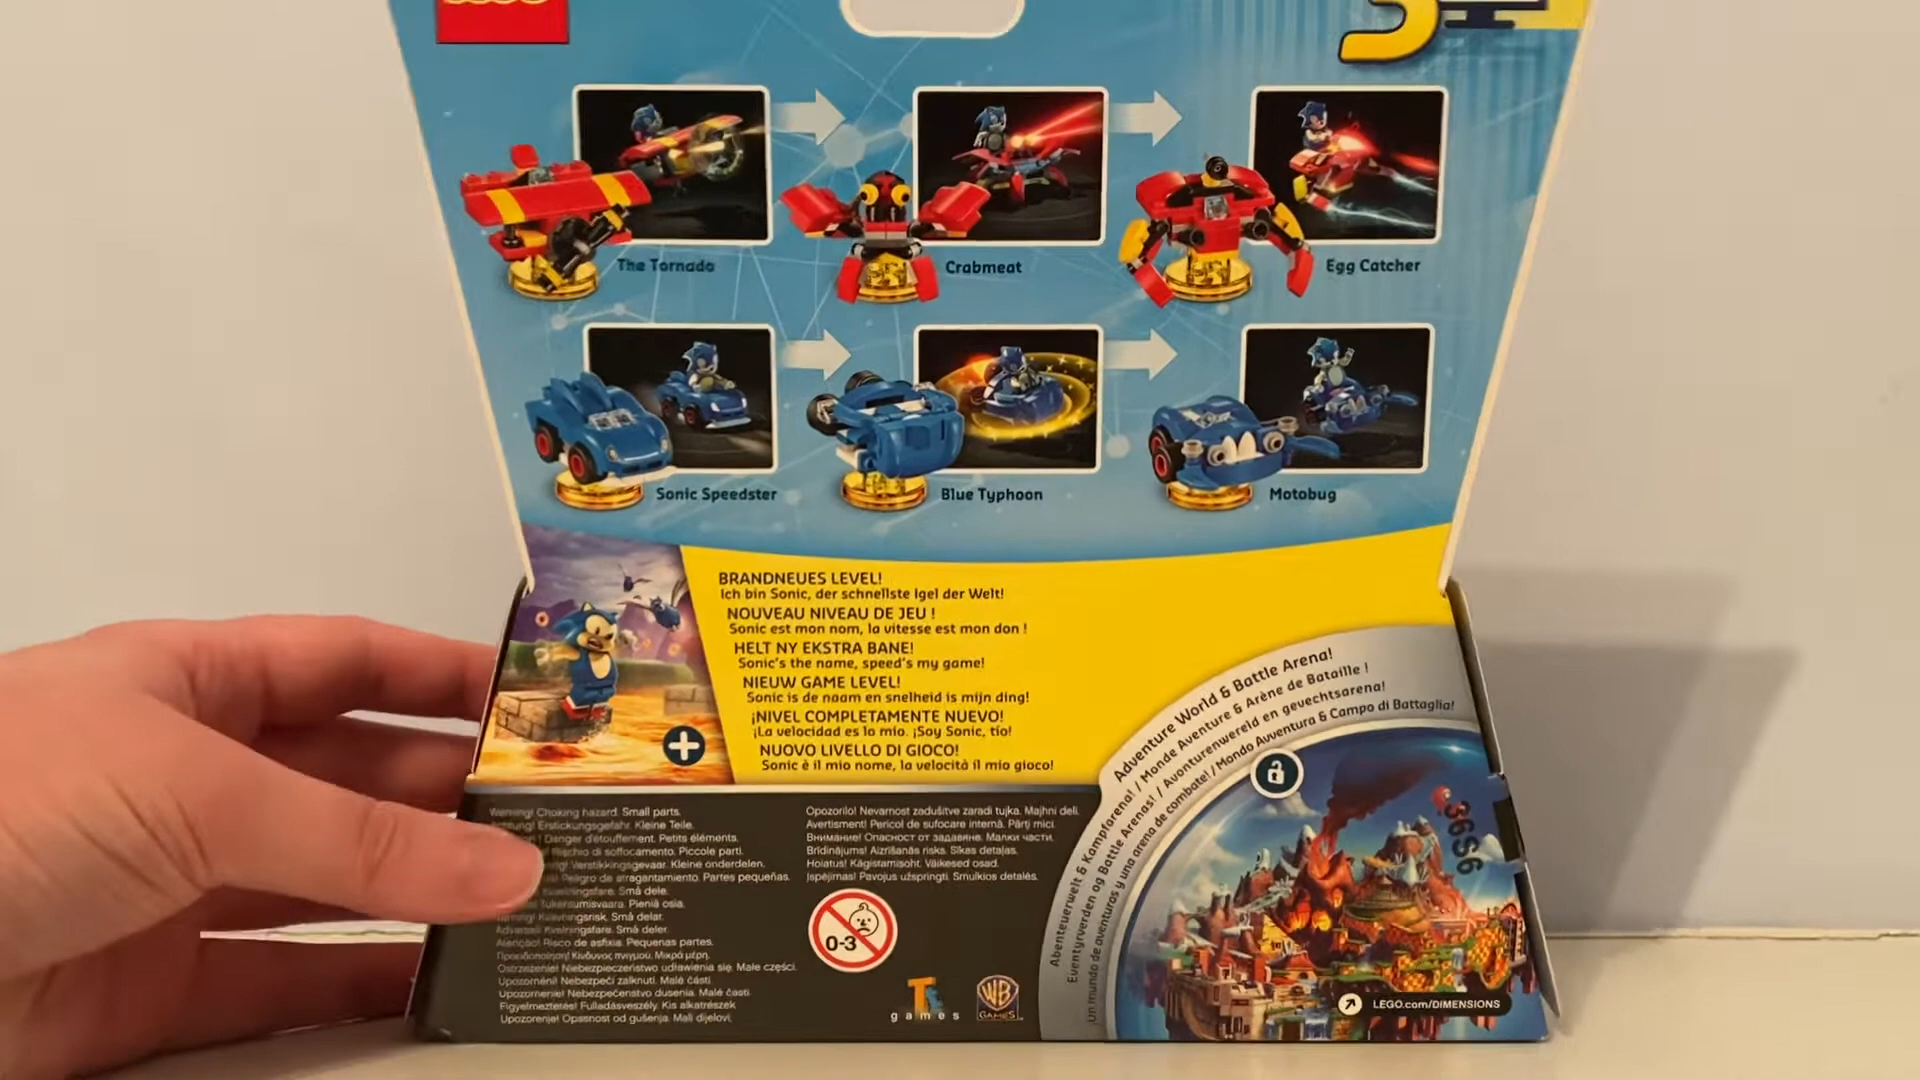 The Tornado
Crabmeat
Egg Catcher
Sonic Speedster
Blue Typhoon
Motobug
BRANDNEUES LEVEL!
Ich bin Sonic, der schnellste Igel der Welt!
NOUVEAU NIVEAU DE JEU !
Sonic est mon nom, la vitesse est mon don !
HELT NY EKSTRA BANE!
Sonic's the name, speed's my game!
NIEUW GAME LEVEL!
Sonic is de naam en snelheid is mijn ding!
¡NIVEL COMPLETAMENTE NUEVO!
¡La velocidad es lo mío. ¡Soy Sonic, tío!
NUOVO LIVELLO DI GIOCO!
Sonic è il mio nome, la velocità il mio gioco!
Adventure World & Battle Arena!
Abenteuerwelt & Kampfarena! / Monde Aventure & Arène de Bataille !
Eventyrverden og Battle Arenas! / Avonturenwereld en gevechtsarena!
Un mundo de aventuras y una arena de combate! / Mondo Avventura & Campo di Battaglia!
Warning! Choking hazard. Small parts.
Erstickungsgefahr. Kleine Teile.
Danger d'étouffement. Petits éléments.
Rischio di soffocamento. Piccole parti.
Verstikkingsgevaar. Kleine onderdelen.
Peligro de atragantamiento. Partes pequeñas.
Små dele.
Tukehtumisvaara. Pieniä osia.
Kvävningsrisk. Små delar.
Advarsel! Kvelningsfare. Små deler.
Atenção! Risco de asfixia. Pequenas partes.
Προειδοποίηση! Κίνδυνος πνιγμού. Μικρά μέρη.
Ostrzeżenie! Niebezpieczeństwo udławienia się. Małe części.
Upozornění! Nebezpečí zalknutí. Malé části.
Upozornenie! Nebezpečenstvo dusenia. Malé časti.
Figyelmeztetés! Fulladásveszély. Kis alkatrészek.
Upozorenje! Opasnost od gušenja. Mali dijelovi.
Opozorilo! Nevarnost zadušitve zaradi tujka. Majhni deli.
Avertisment! Pericol de sufocare internă. Părți mici.
Внимание! Опасност от задавяне. Малки части.
Brīdinājums! Aizrīšanās risks. Sīkas detaļas.
Hoiatus! Kägistamisoht. Väikesed osad.
Įspėjimas! Pavojus užspringti. Smulkios detalės.
0-3
TT games
WB GAMES
36S6
LEGO.com/DIMENSIONS